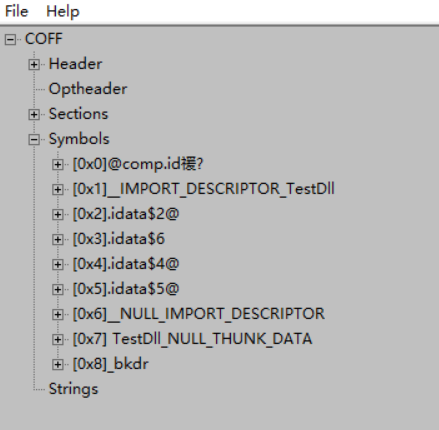 File Help
COFF
Header
Optheader
Sections
Symbols
[0x0]@comp.id禐?
[0x1]__IMPORT_DESCRIPTOR_TestDll
[0x2].idata$2@
[0x3].idata$6
[0x4].idata$4@
[0x5].idata$5@
[0x6]__NULL_IMPORT_DESCRIPTOR
[0x7] TestDll_NULL_THUNK_DATA
[0x8]_bkdr
Strings